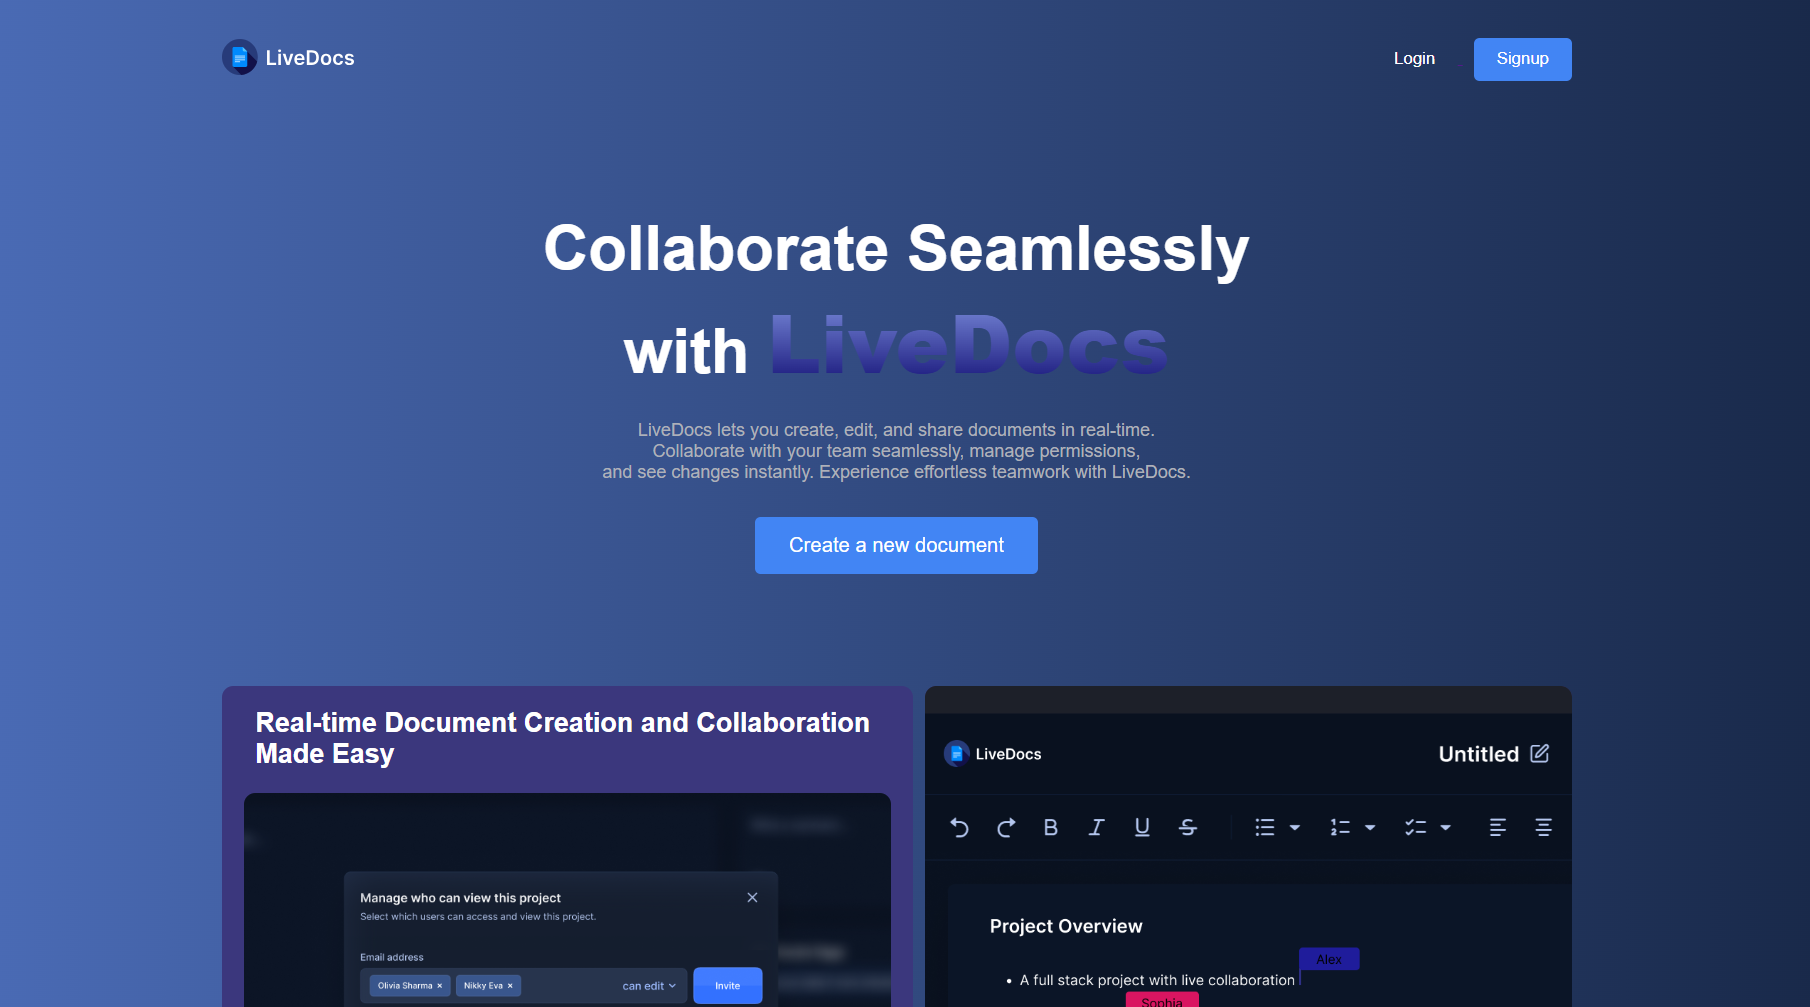 LiveDocs
Login
Signup
Collaborate Seamlessly
with LiveDocs
LiveDocs lets you create, edit, and share documents in real-time.
Collaborate with your team seamlessly, manage permissions,
and see changes instantly. Experience effortless teamwork with LiveDocs.
Create a new document
Real-time Document Creation and Collaboration
Made Easy
Manage who can view this project
Select which users can access and view this project.
Email address
Olivia Sharma ×
Nikky Eva ×
can edit
Invite
LiveDocs
Untitled
Project Overview
Alex
• A full stack project with live collaboration
Sophia